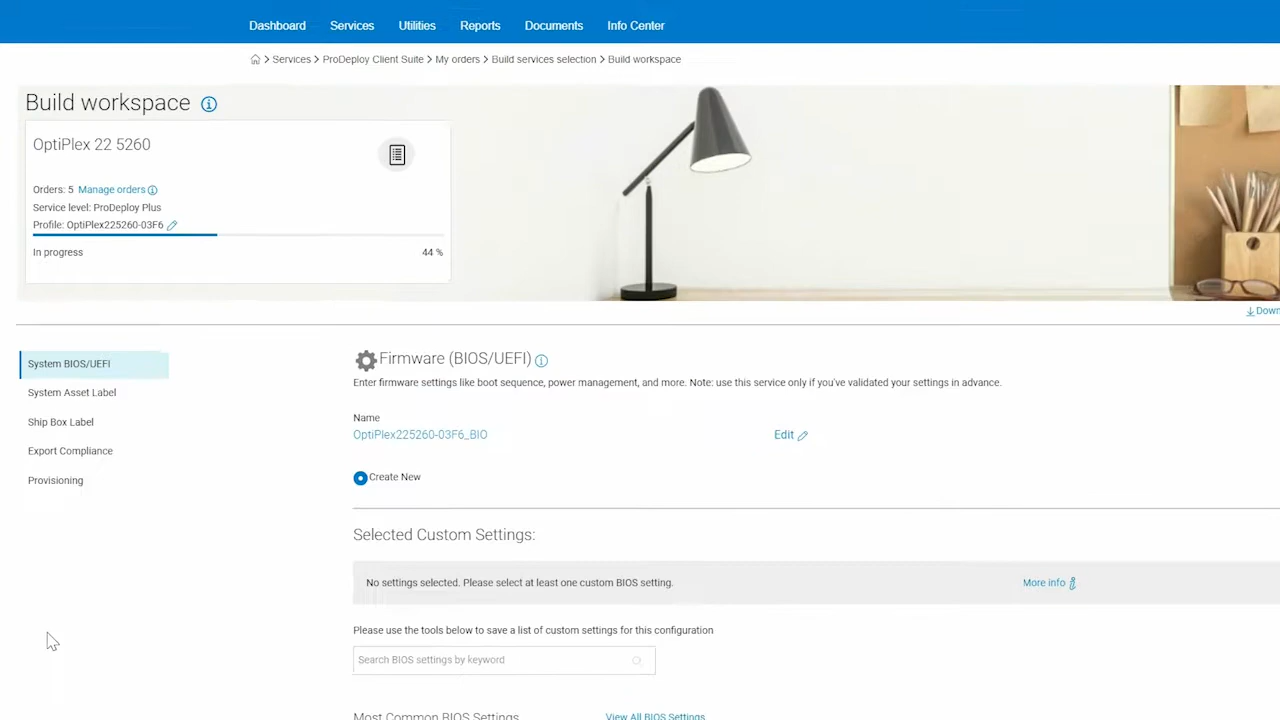 Dashboard Services Utilities Reports Documents Info Center
Services > ProDeploy Client Suite > My orders > Build services selection > Build workspace
Build workspace
OptiPlex 22 5260
Orders: 5 Manage orders
Service level: ProDeploy Plus
Profile: OptiPlex225260-03F6
In progress 44 %
System BIOS/UEFI
System Asset Label
Ship Box Label
Export Compliance
Provisioning
Firmware (BIOS/UEFI)
Enter firmware settings like boot sequence, power management, and more. Note: use this service only if you've validated your settings in advance.
Name
OptiPlex225260-03F6_BIO
Edit
Create New
Selected Custom Settings:
No settings selected. Please select at least one custom BIOS setting. More info
Please use the tools below to save a list of custom settings for this configuration
Search BIOS settings by keyword
Most Common BIOS Settings View All BIOS Settings